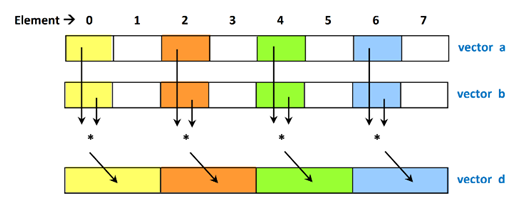 Element → 0 1 2 3 4 5 6 7
vector a
vector b
* * * *
vector d